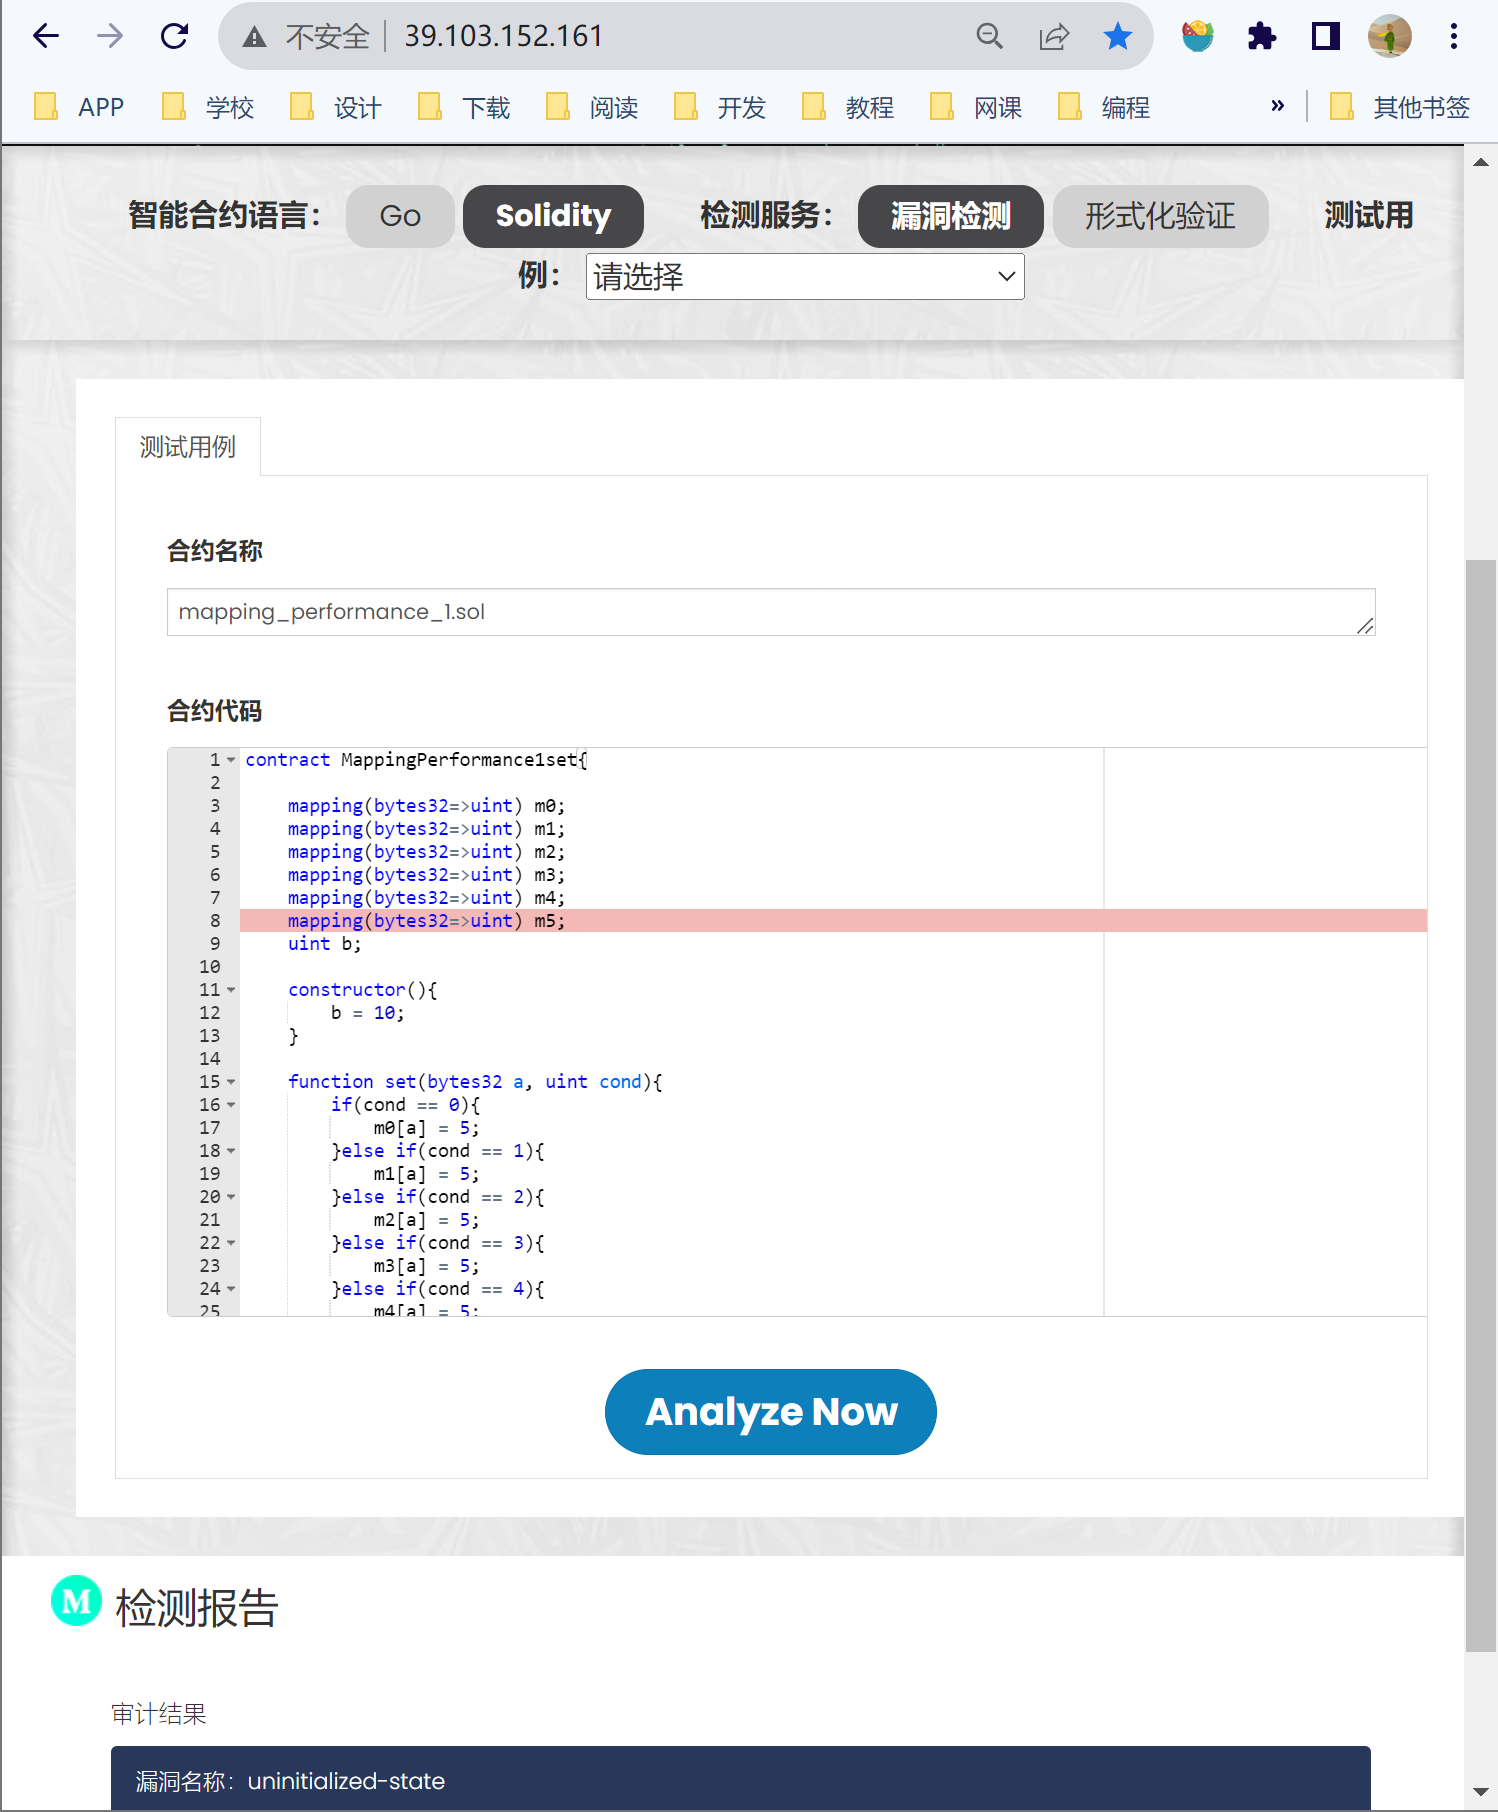 不安全 39.103.152.161
APP 学校 设计 下载 阅读 开发 教程 网课 编程 » 其他书签
智能合约语言： Go Solidity 检测服务： 漏洞检测 形式化验证 测试用
例： 请选择
测试用例
合约名称
mapping_performance_1.sol
合约代码
1 contract MappingPerformance1set{
2
3 mapping(bytes32=>uint) m0;
4 mapping(bytes32=>uint) m1;
5 mapping(bytes32=>uint) m2;
6 mapping(bytes32=>uint) m3;
7 mapping(bytes32=>uint) m4;
8 mapping(bytes32=>uint) m5;
9 uint b;
10
11 constructor(){
12 b = 10;
13 }
14
15 function set(bytes32 a, uint cond){
16 if(cond == 0){
17 m0[a] = 5;
18 }else if(cond == 1){
19 m1[a] = 5;
20 }else if(cond == 2){
21 m2[a] = 5;
22 }else if(cond == 3){
23 m3[a] = 5;
24 }else if(cond == 4){
25 m4[a] = 5;
Analyze Now
M 检测报告
审计结果
漏洞名称：uninitialized-state